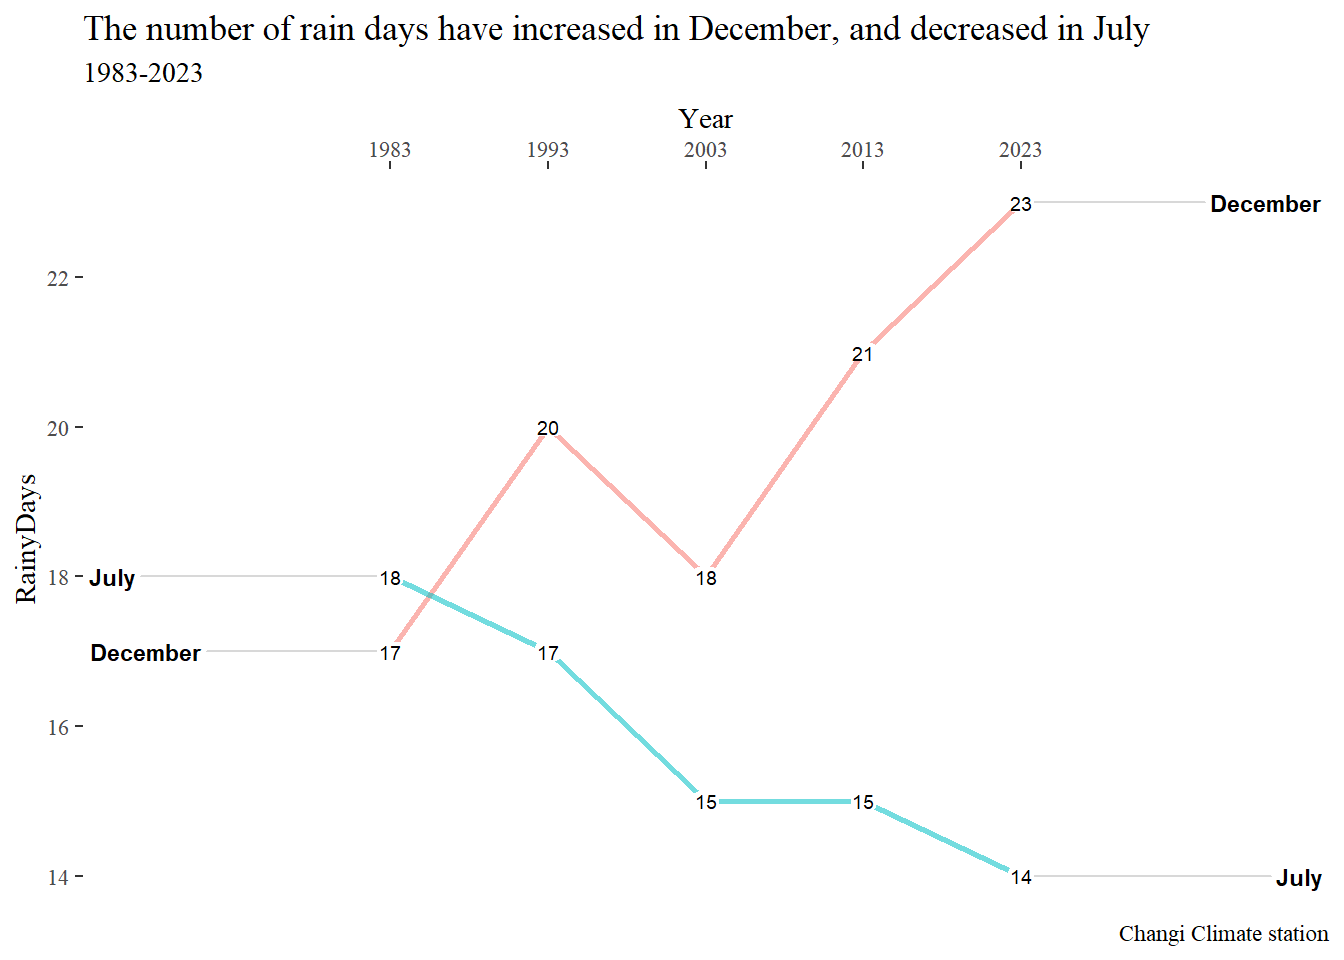 The number of rain days have increased in December, and decreased in July
1983-2023
Year
1983 1993 2003 2013 2023
23 December
22
21
20 20
RainyDays
18 July 18 18
December 17 17
16
15 15
14 14 July
Changi Climate station